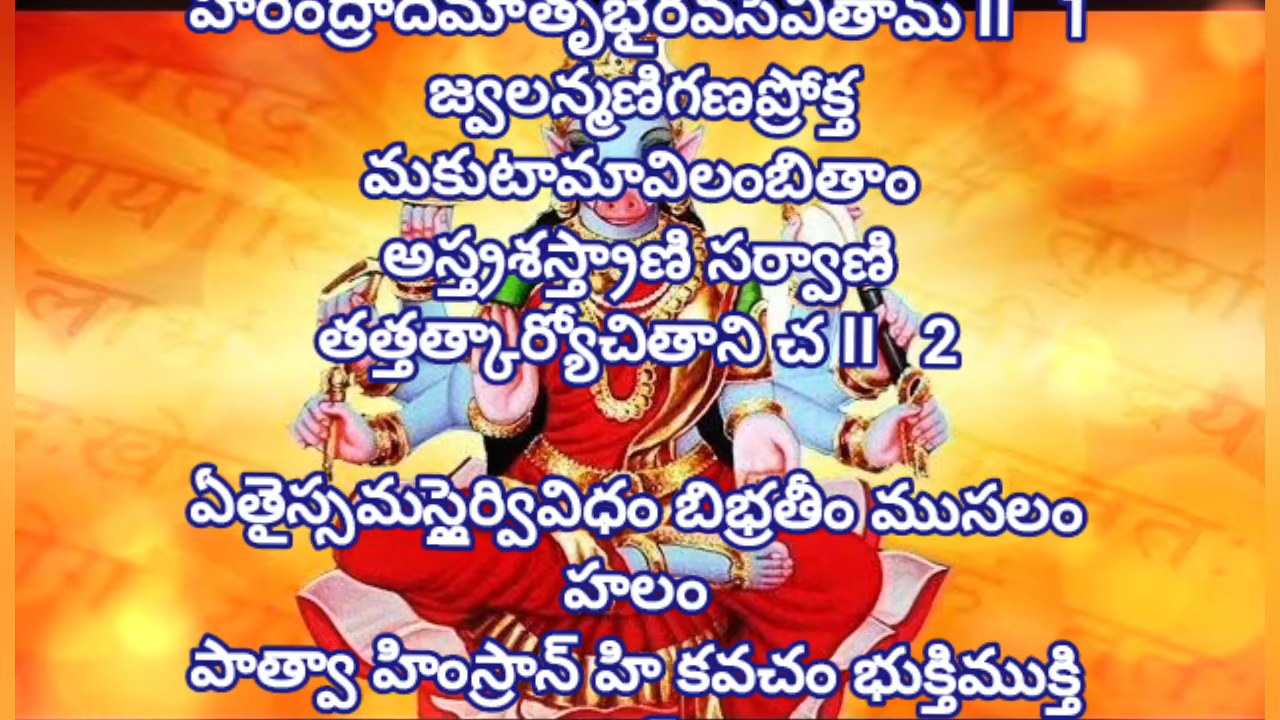 జ్వలన్మణిగణప్రోక్త
మకుటామావిలంబితాం
అస్త్రశస్త్రాణి సర్వాణి
తత్తత్కార్యోచితాని చ || 2
ఏతైస్సమస్తైర్వివిధం బిభ్రతీం ముసలం
హలం
పాత్వా హింస్రాన్ హి కవచం భుక్తిముక్తి